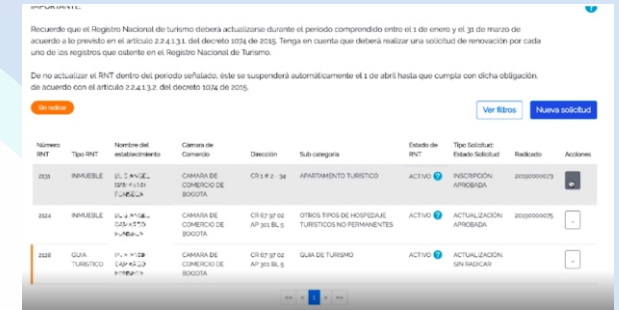 IMPORTANTE:
Recuerde que el Registro Nacional de turismo deberá actualizarse durante el periodo comprendido entre el 1 de enero y el 31 de marzo de
acuerdo a lo previsto en el artículo 2.2.4.1.3.1. del decreto 1074 de 2015. Tenga en cuenta que deberá realizar una solicitud de renovación por cada
uno de los registros que ostente en el Registro Nacional de Turismo.
De no actualizar el RNT dentro del periodo señalado, éste se suspenderá automáticamente el 1 de abril hasta que cumpla con dicha obligación,
de acuerdo con el artículo 2.2.4.1.3.2. del decreto 1074 de 2015.
Sin radicar
Ver filtros Nueva solicitud
Número RNT Tipo RNT Nombre del establecimiento Cámara de Comercio Dirección Sub categoría Estado de RNT Tipo Solicitud: Estado Solicitud Radicado Acciones
2131 INMUEBLE CAMARA DE COMERCIO DE BOGOTA CR 1 # 2 - 34 APARTAMENTO TURISTICO ACTIVO INSCRIPCIÓN: APROBADA
2124 INMUEBLE CAMARA DE COMERCIO DE BOGOTA CR 67 97 02 AP 301 BL 5 OTROS TIPOS DE HOSPEDAJE TURISTICOS NO PERMANENTES ACTIVO ACTUALIZACIÓN: APROBADA
2128 GUIA TURISTICO CAMARA DE COMERCIO DE BOGOTA CR 67 97 02 AP 301 BL 5 GUIA DE TURISMO ACTIVO ACTUALIZACIÓN: SIN RADICAR
<< < 1 > >>